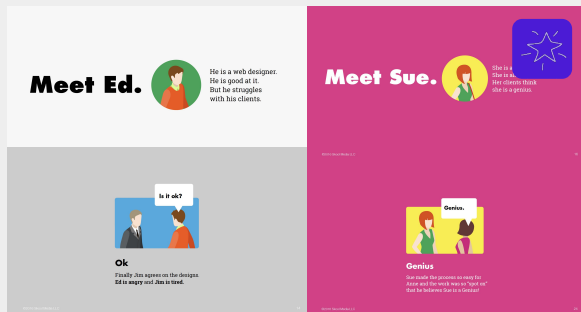 Meet Ed.
He is a web designer.
He is good at it.
But he struggles
with his clients.
Meet Sue.
She is
She is
Her clients think
she is a genius.
Is it ok?
Ok
Finally Jim agrees on the designs.
Ed is angry and Jim is tired.
Genius.
Genius
Sue made the process so easy for
Anne and the work was so "spot on"
that he believes Sue is a Genius!